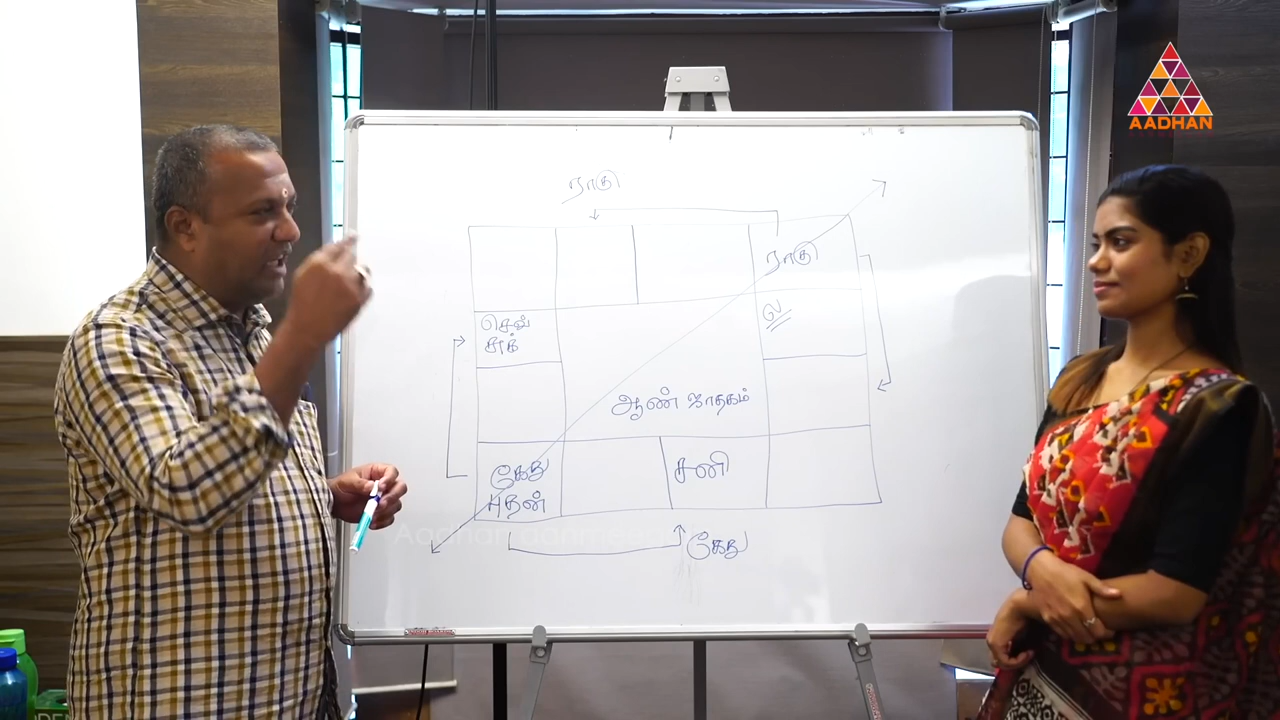 AADHAN
ராகு
ராகு
செவ்
சுக்
ல
ஆண் ஜாதகம்
கேது
புதன்
சனி
கேது